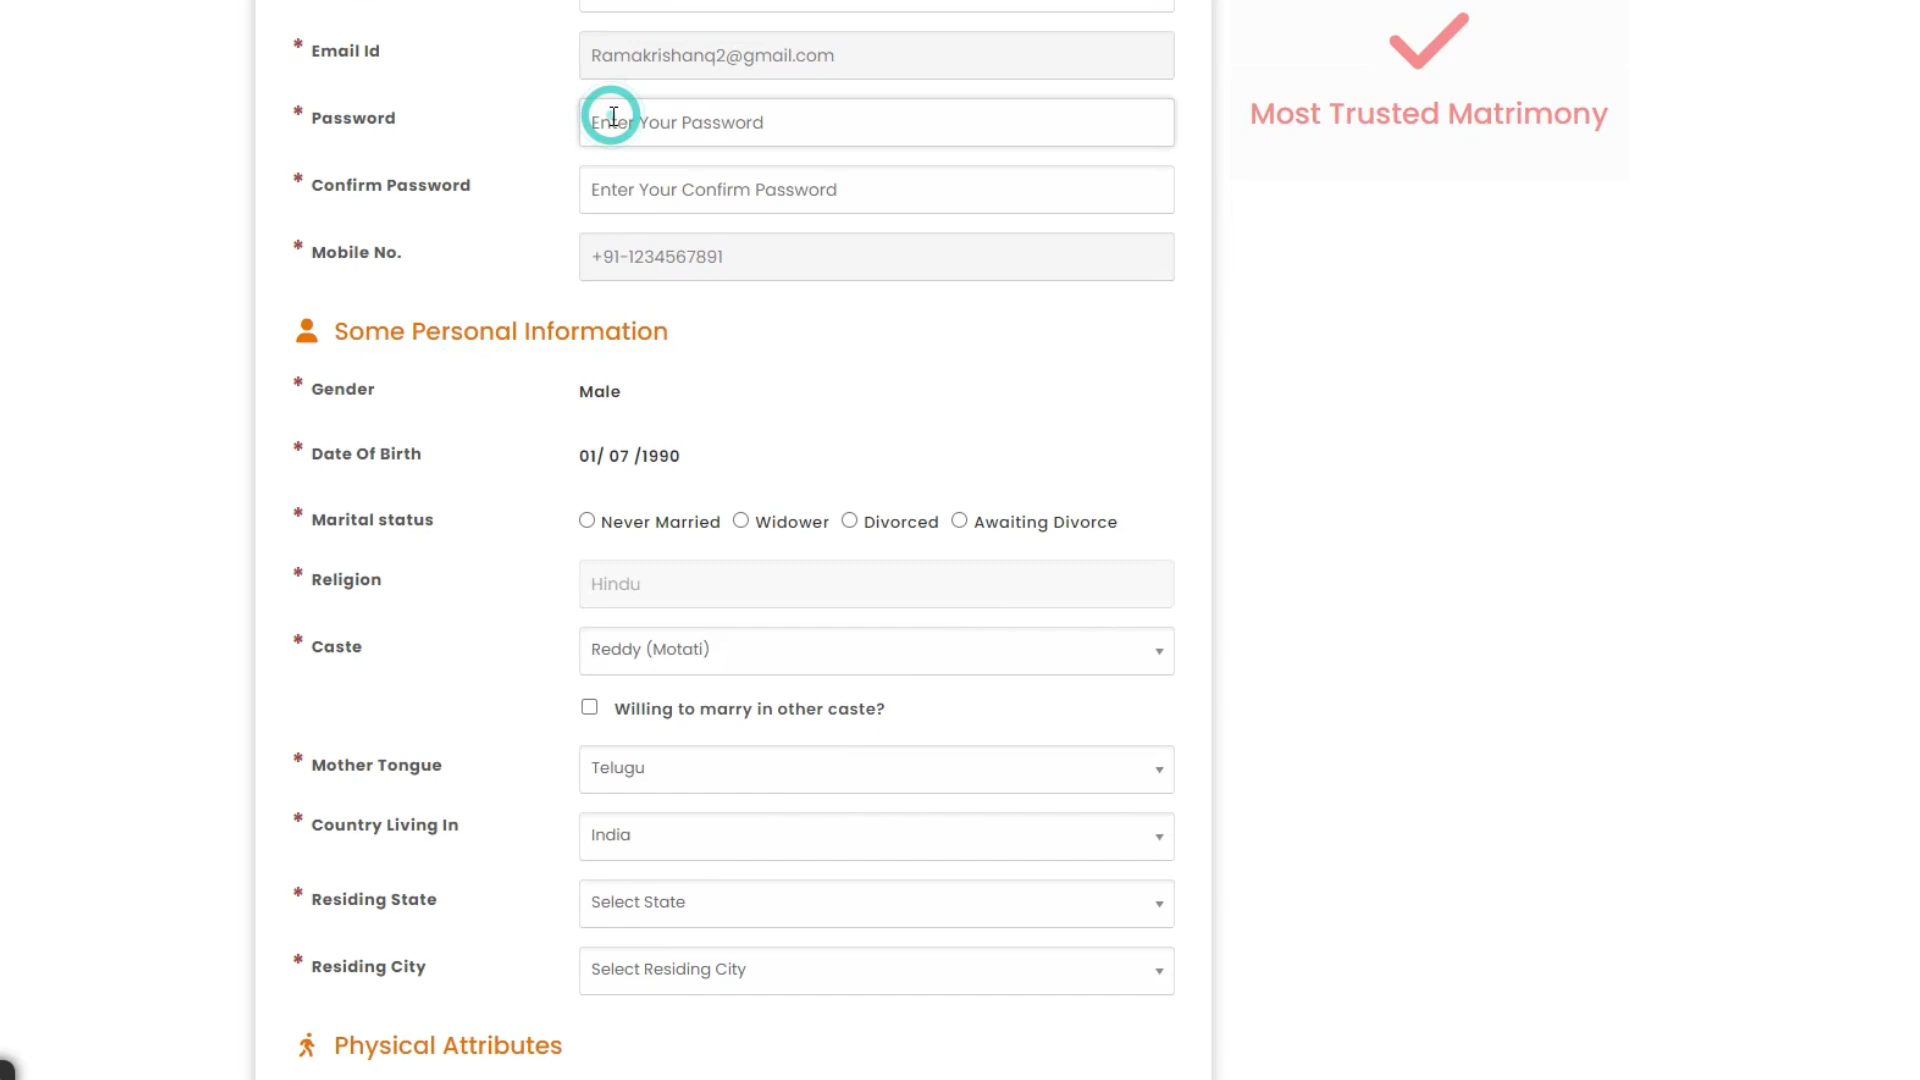 * Email Id
Ramakrishanq2@gmail.com
Most Trusted Matrimony
* Password
Enter Your Password
* Confirm Password
Enter Your Confirm Password
* Mobile No.
+91-1234567891
Some Personal Information
* Gender
Male
* Date Of Birth
01/ 07 /1990
* Marital status
Never Married Widower Divorced Awaiting Divorce
* Religion
Hindu
* Caste
Reddy (Motati)
Willing to marry in other caste?
* Mother Tongue
Telugu
* Country Living In
India
* Residing State
Select State
* Residing City
Select Residing City
Physical Attributes